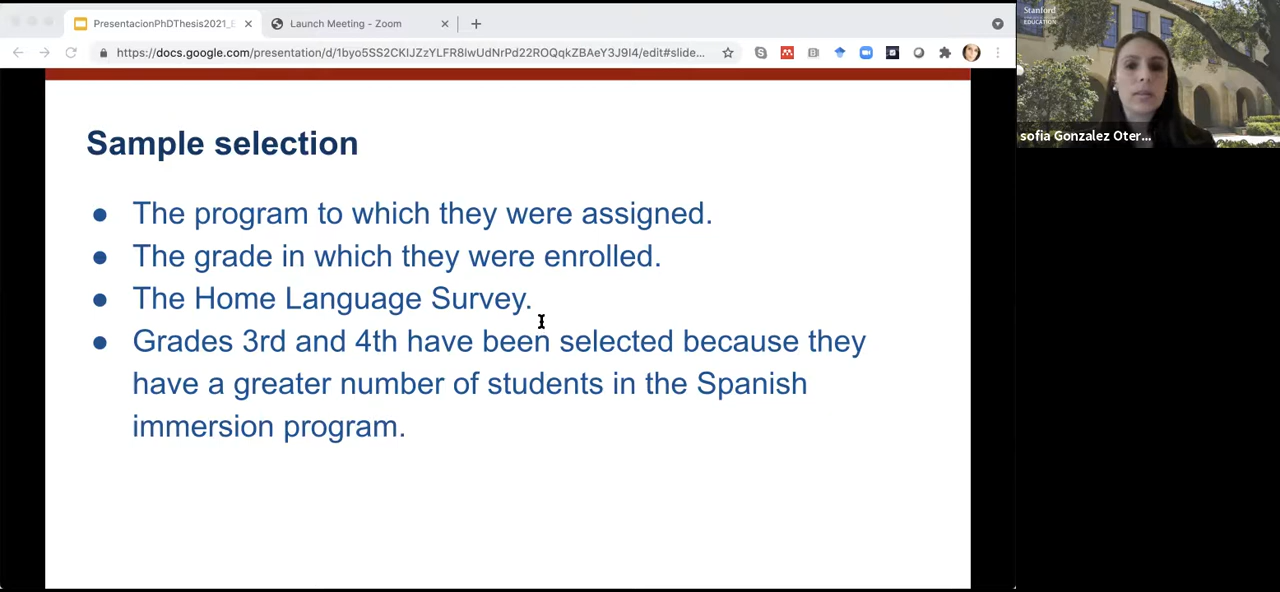 PresentacionPhDThesis2021_E
Launch Meeting - Zoom
https://docs.google.com/presentation/d/1byo5SS2CKIJZzYLFR8lwUdNrPd22ROQqkZBAeY3J9I4/edit#slide...
Stanford
EDUCATION
sofia Gonzalez Oter...
Sample selection
● The program to which they were assigned.
● The grade in which they were enrolled.
● The Home Language Survey.
● Grades 3rd and 4th have been selected because they
have a greater number of students in the Spanish
immersion program.